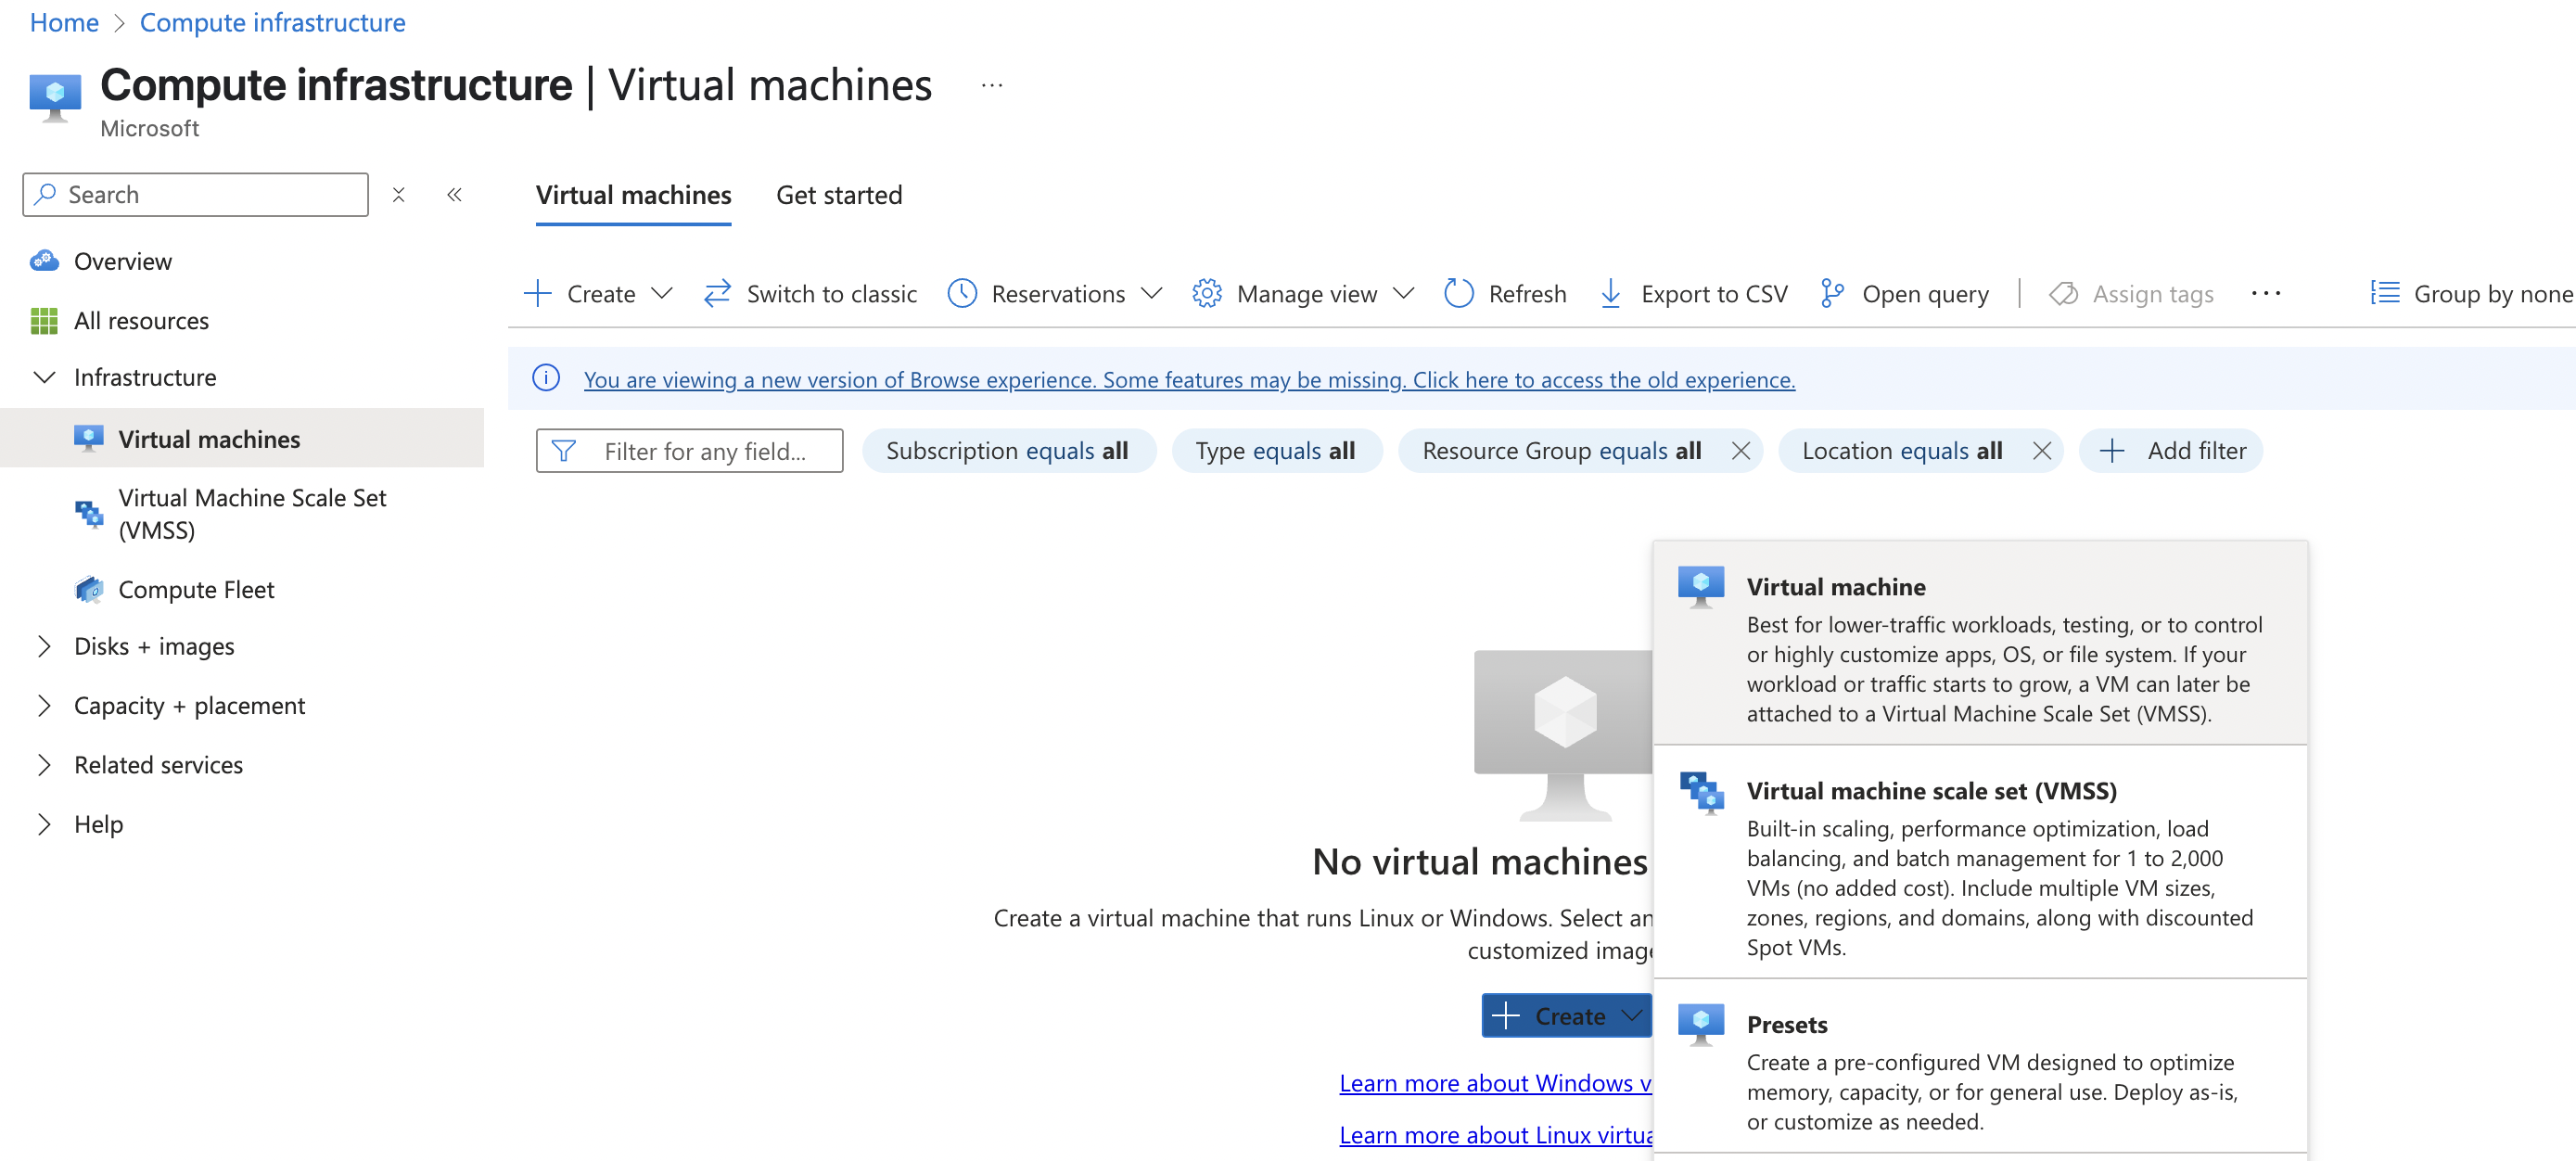 Home > Compute infrastructure
Compute infrastructure | Virtual machines ...
Microsoft
Search
Overview
All resources
Infrastructure
Virtual machines
Virtual Machine Scale Set
(VMSS)
Compute Fleet
Disks + images
Capacity + placement
Related services
Help
Virtual machines Get started
Create Switch to classic Reservations Manage view Refresh Export to CSV Open query | Assign tags ... Group by none
You are viewing a new version of Browse experience. Some features may be missing. Click here to access the old experience.
Filter for any field... Subscription equals all Type equals all Resource Group equals all Location equals all Add filter
No virtual machines
Create a virtual machine that runs Linux or Windows. Select
customized
Create
Learn more about Windows
Learn more about Linux
Virtual machine
Best for lower-traffic workloads, testing, or to control
or highly customize apps, OS, or file system. If your
workload or traffic starts to grow, a VM can later be
attached to a Virtual Machine Scale Set (VMSS).
Virtual machine scale set (VMSS)
Built-in scaling, performance optimization, load
balancing, and batch management for 1 to 2,000
VMs (no added cost). Include multiple VM sizes,
zones, regions, and domains, along with discounted
Spot VMs.
Presets
Create a pre-configured VM designed to optimize
memory, capacity, or for general use. Deploy as-is,
or customize as needed.